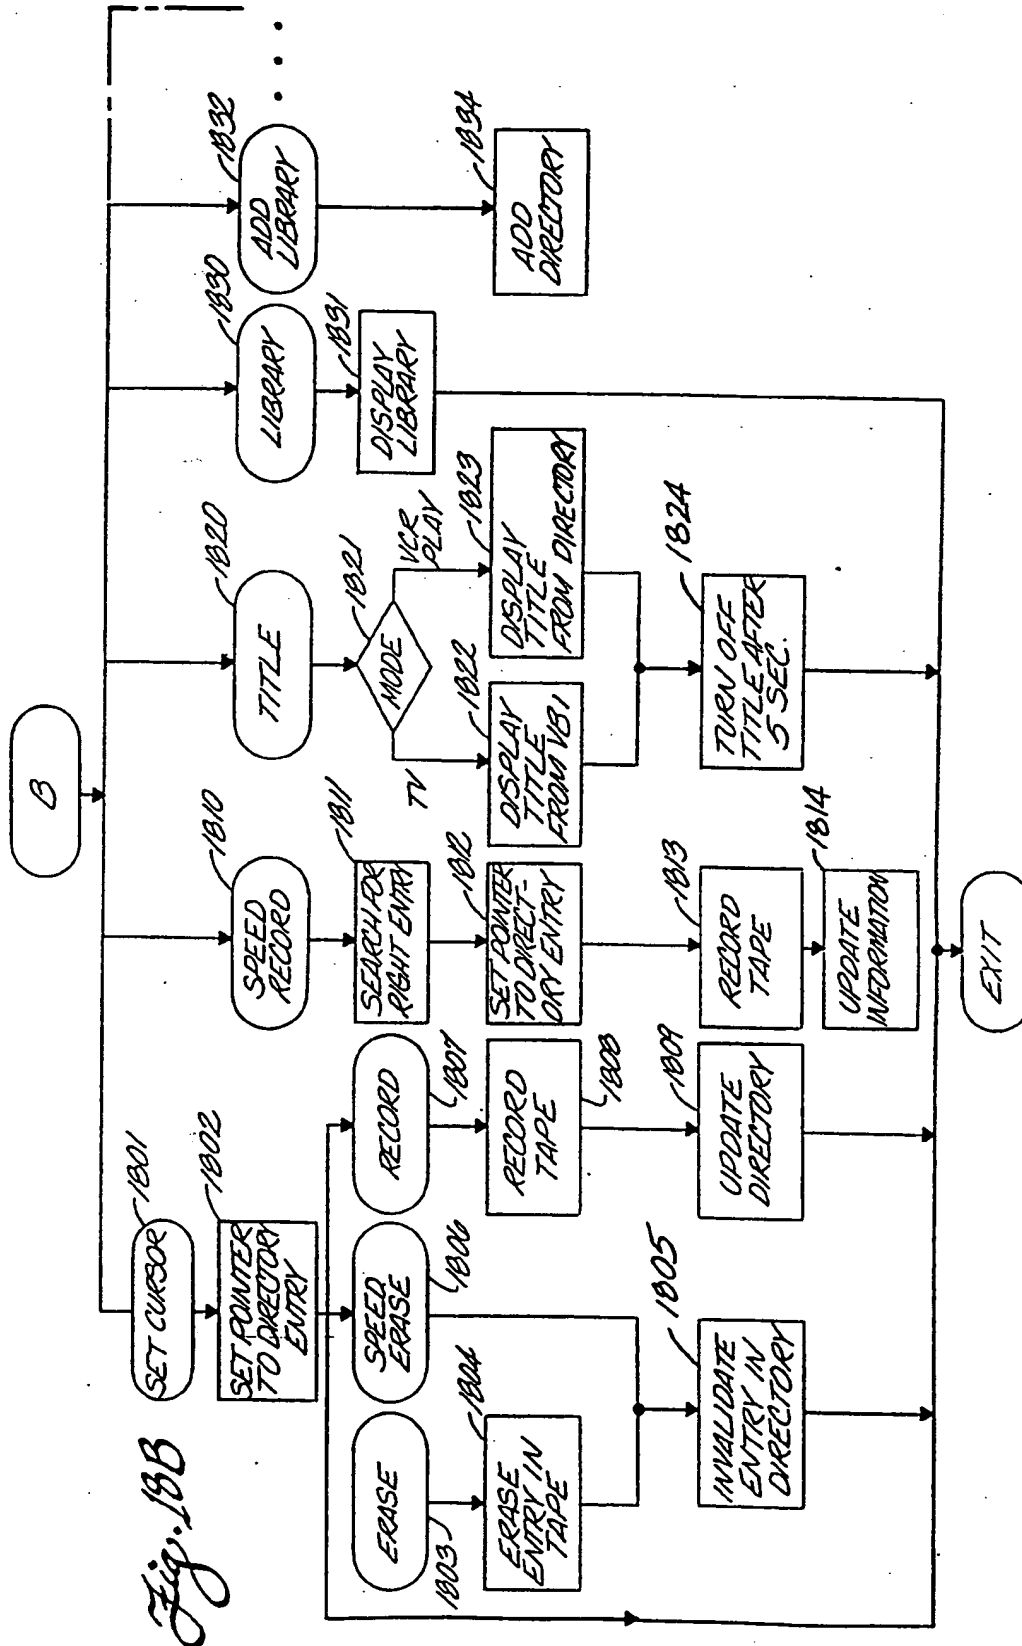 Fig. 18B
B
SET CURSOR
1801
SET POINTER
TO DIRECTORY
ENTRY
1802
ERASE
1803
ERASE
ENTRY IN
TAPE
1804
SPEED
ERASE
1806
INVALIDATE
ENTRY IN
DIRECTORY
1805
RECORD
1807
RECORD
TAPE
1808
UPDATE
DIRECTORY
1809
SPEED
RECORD
1810
SEARCH FOR
RIGHT ENTRY
1811
SET POINTER
TO DIRECT-
ORY ENTRY
1812
RECORD
TAPE
1813
UPDATE
INFORMATION
1814
TITLE
1820
MODE
1821
TV
VCR
PLAY
DISPLAY
TITLE
FROM VBI
1822
DISPLAY
TITLE
FROM DIRECTORY
1823
TURN OFF
TITLE AFTER
5 SEC.
1824
LIBRARY
1830
DISPLAY
LIBRARY
1831
ADD
LIBRARY
1832
ADD
DIRECTORY
1834
EXIT